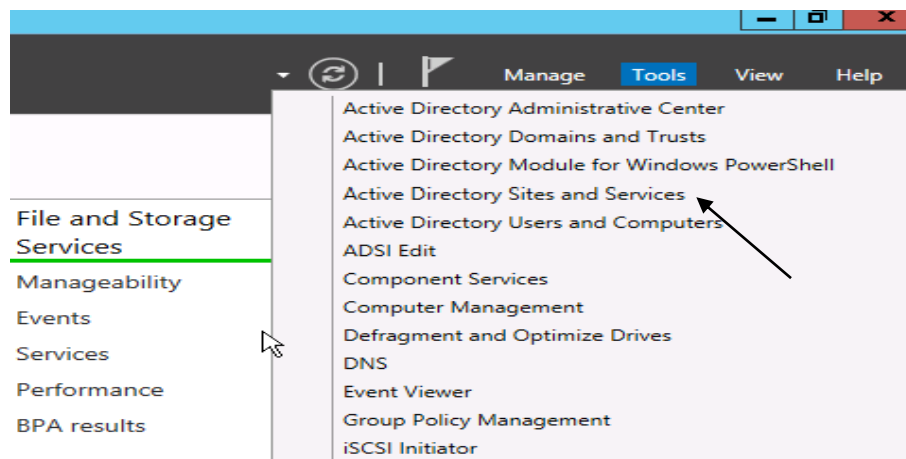 Manage Tools View Help
Active Directory Administrative Center
Active Directory Domains and Trusts
Active Directory Module for Windows PowerShell
Active Directory Sites and Services
Active Directory Users and Computers
ADSI Edit
Component Services
Computer Management
Defragment and Optimize Drives
DNS
Event Viewer
Group Policy Management
iSCSI Initiator
File and Storage
Services
Manageability
Events
Services
Performance
BPA results